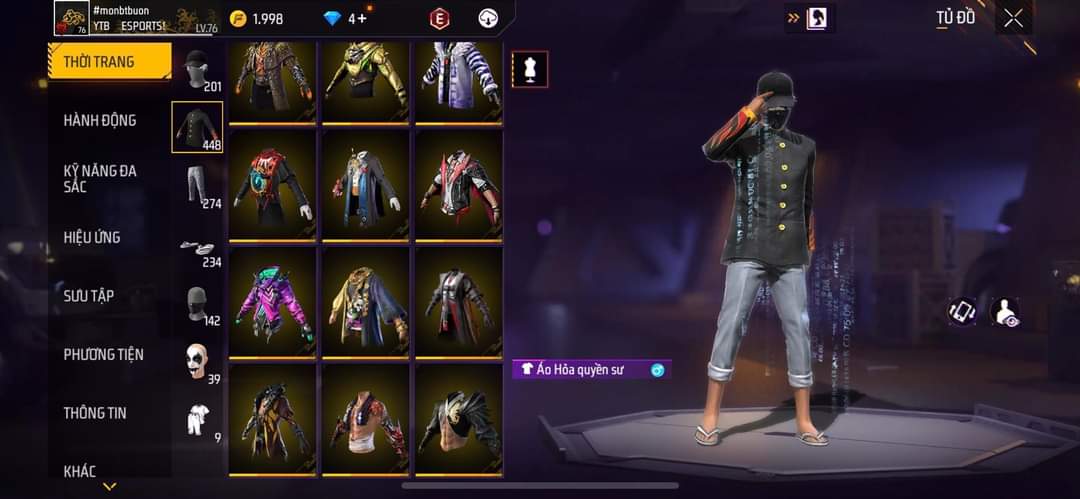 #monbtbuon
YTB ESPORTS!
76
LV.76
1.998
4+
E
TỦ ĐỒ
THỜI TRANG
HÀNH ĐỘNG
KỸ NĂNG ĐA
SẮC
HIỆU ỨNG
SƯU TẬP
PHƯƠNG TIỆN
THÔNG TIN
KHÁC
201
448
274
234
142
39
9
Áo Hỏa quyền sư